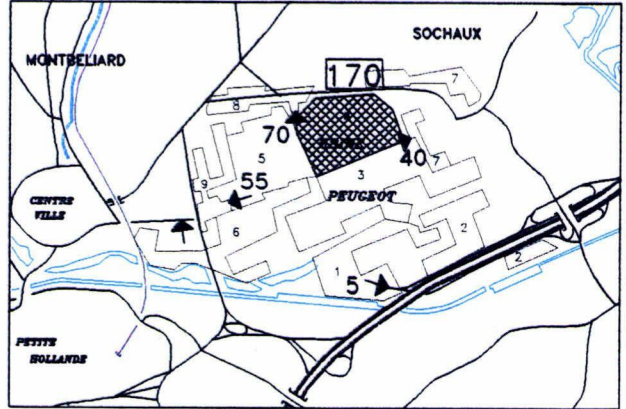 SOCHAUX
MONTBELIARD
170
7
8
70
40
5
7
3
9
55
PEUGEOT
CENTRE
VILLE
6
2
1
2
5
PETITE
HOLLANDE